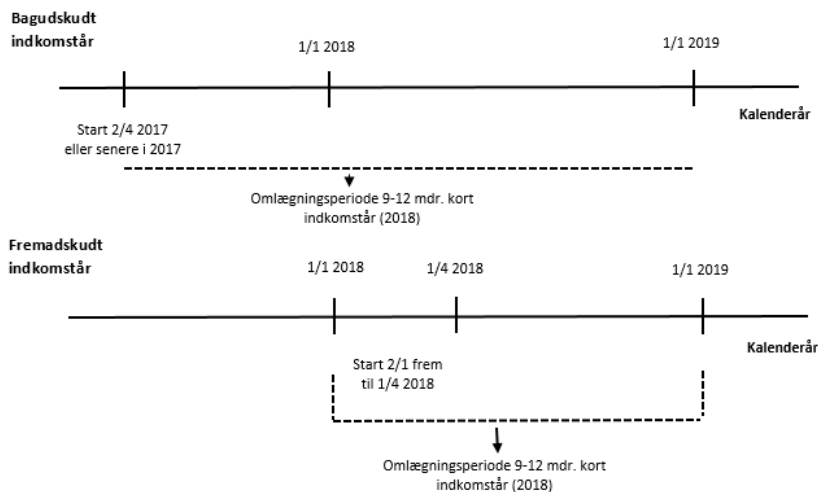 Bagudskudt
indkomstår
1/1 2018
1/1 2019
Kalenderår
Start 2/4 2017
eller senere i 2017
Omlægningsperiode 9-12 mdr. kort
indkomstår (2018)
Fremadskudt
indkomstår
1/1 2018
1/4 2018
1/1 2019
Kalenderår
Start 2/1 frem
til 1/4 2018
Omlægningsperiode 9-12 mdr. kort
indkomstår (2018)